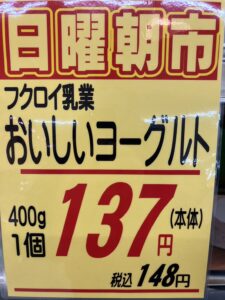 日曜朝市
フクロイ乳業
おいしいヨーグルト
400g 1個 137円 (本体)
税込 148円